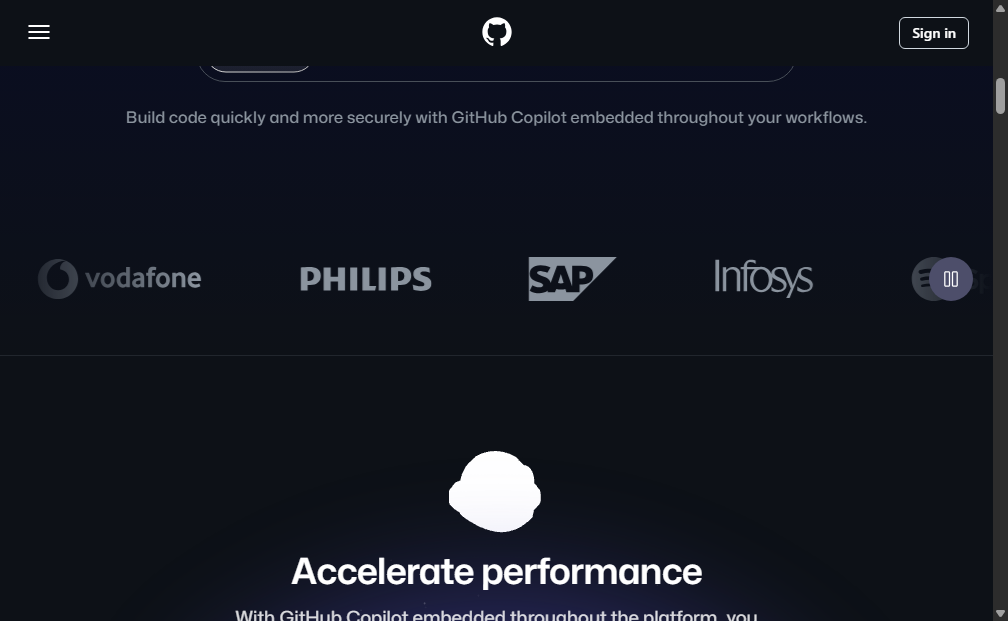 Sign in
Build code quickly and more securely with GitHub Copilot embedded throughout your workflows.
vodafone
PHILIPS
SAP
Infosys
Accelerate performance
With GitHub Copilot embedded throughout the platform, you